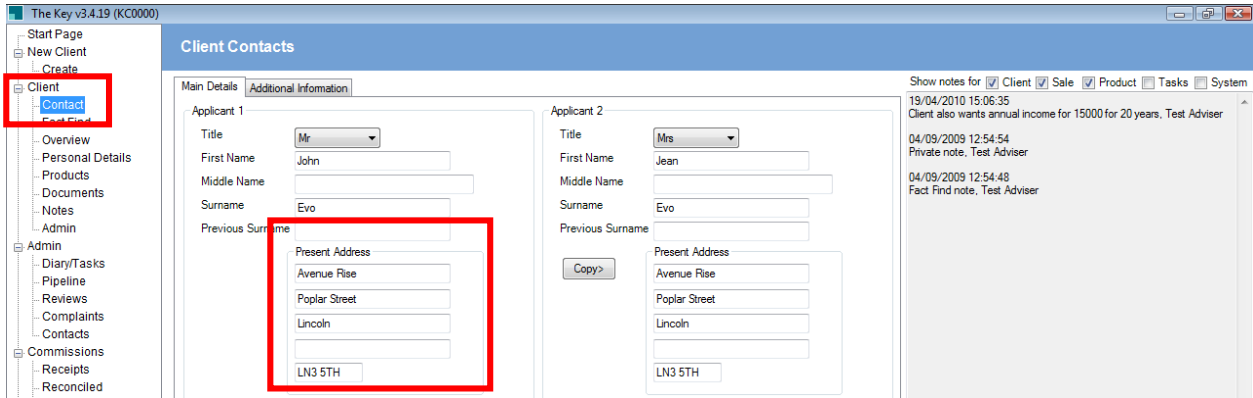 The Key v3.4.19 (KC0000)
Start Page
New Client
Create
Client
Contact
Fact Find
Overview
Personal Details
Products
Documents
Notes
Admin
Admin
Diary/Tasks
Pipeline
Reviews
Complaints
Contacts
Commissions
Receipts
Reconciled
Client Contacts
Main Details Additional Information
Applicant 1
Title Mr
First Name John
Middle Name
Surname Evo
Previous Surname
Present Address
Avenue Rise
Poplar Street
Lincoln
LN3 5TH
Copy>
Applicant 2
Title Mrs
First Name Jean
Middle Name
Surname Evo
Previous Surname
Present Address
Avenue Rise
Poplar Street
Lincoln
LN3 5TH
Show notes for Client Sale Product Tasks System
19/04/2010 15:06:35
Client also wants annual income for 15000 for 20 years, Test Adviser
04/09/2009 12:54:54
Private note, Test Adviser
04/09/2009 12:54:48
Fact Find note, Test Adviser